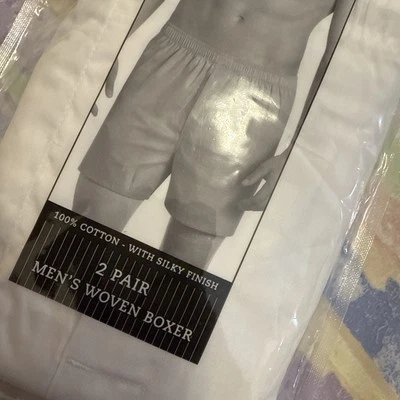 100% COTTON - WITH SILKY FINISH
2 PAIR
MEN'S WOVEN BOXER